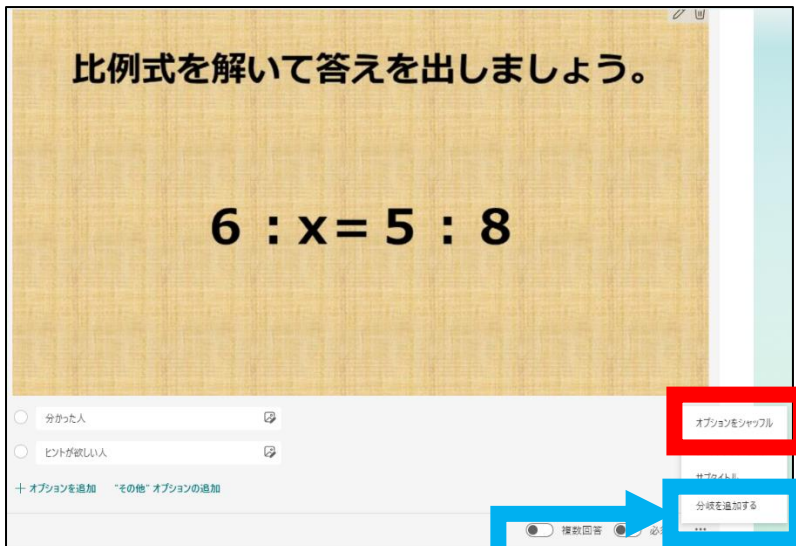 比例式を解いて答えを出しましょう。
6：x＝5：8
分かった人
ヒントが欲しい人
＋ オプションを追加 "その他" オプションの追加
オプションをシャッフル
サブタイトル
分岐を追加する
複数回答